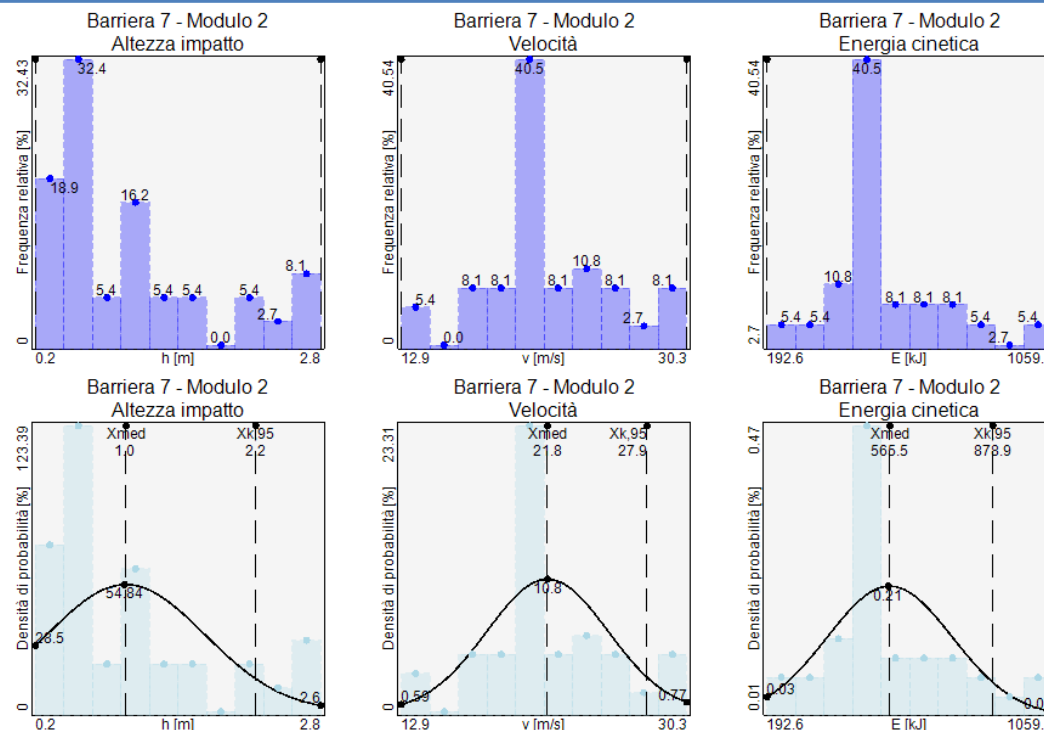 Barriera 7 - Modulo 2
Altezza impatto
32.43
Frequenza relativa [%]
0
18.9
32.4
5.4
16.2
5.4
5.4
0.0
5.4
2.7
8.1
0.2
h [m]
2.8
Barriera 7 - Modulo 2
Velocità
40.54
Frequenza relativa [%]
0
5.4
0.0
8.1
8.1
40.5
8.1
10.8
8.1
2.7
8.1
12.9
v [m/s]
30.3
Barriera 7 - Modulo 2
Energia cinetica
40.54
Frequenza relativa [%]
2.7
5.4
5.4
10.8
40.5
8.1
8.1
8.1
5.4
2.7
5.4
192.6
E [kJ]
1059.
Barriera 7 - Modulo 2
Altezza impatto
123.39
Densità di probabilità [%]
0
Xmed
1.0
Xk,95
2.2
28.5
54.84
2.6
0.2
h [m]
2.8
Barriera 7 - Modulo 2
Velocità
23.31
Densità di probabilità [%]
0
Xmed
21.8
Xk,95
27.9
0.59
10.8
0.77
12.9
v [m/s]
30.3
Barriera 7 - Modulo 2
Energia cinetica
0.47
Densità di probabilità [%]
0.01
Xmed
Xk,95
878.9
0.03
0.21
0.0
192.6
E [kJ]
1059.